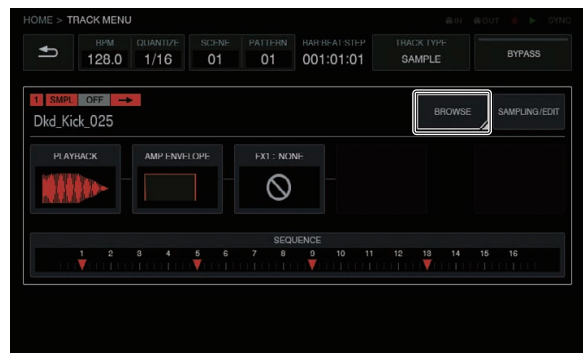 HOME > TRACK MENU
IN OUT SYNC
BPM QUANTIZE SCENE PATTERN BAR:BEAT:STEP TRACK TYPE
128.0 1/16 01 01 001:01:01 SAMPLE BYPASS
1 SMPL OFF
Dkd_Kick_025
BROWSE SAMPLING/EDIT
PLAYBACK AMP ENVELOPE FX1 : NONE
SEQUENCE
1 2 3 4 5 6 7 8 9 10 11 12 13 14 15 16